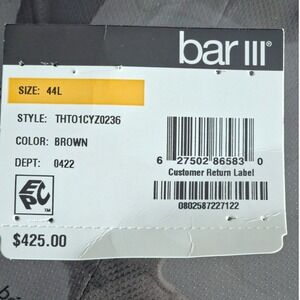 bar III®
SIZE: 44L
STYLE: THTO1CYZ0236
COLOR: BROWN
DEPT: 0422
6 27502 86583 0
Customer Return Label
0802587227122
EPC™
$425.00